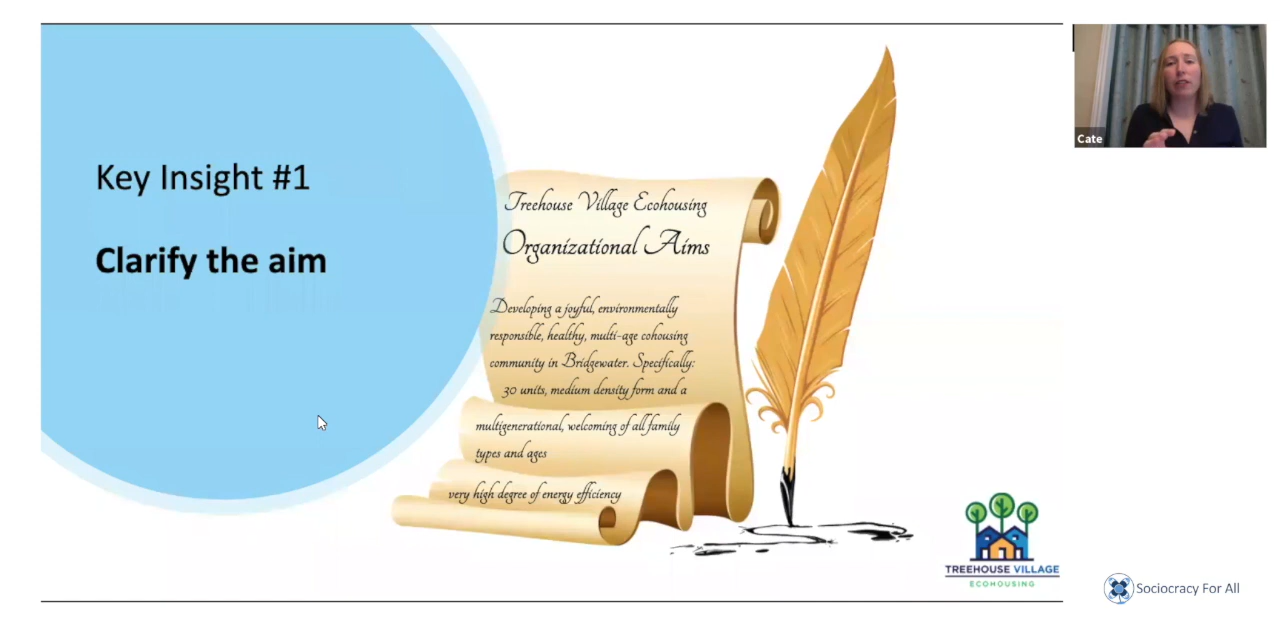 Key Insight #1
Clarify the aim
Treehouse Village Ecohousing
Organizational Aims
Developing a joyful, environmentally
responsible, healthy, multi-age cohousing
community in Bridgewater. Specifically:
30 units, medium density form and a
multigenerational, welcoming of all family
types and ages
very high degree of energy efficiency
TREEHOUSE VILLAGE
ECOHOUSING
Cate
Sociocracy For All